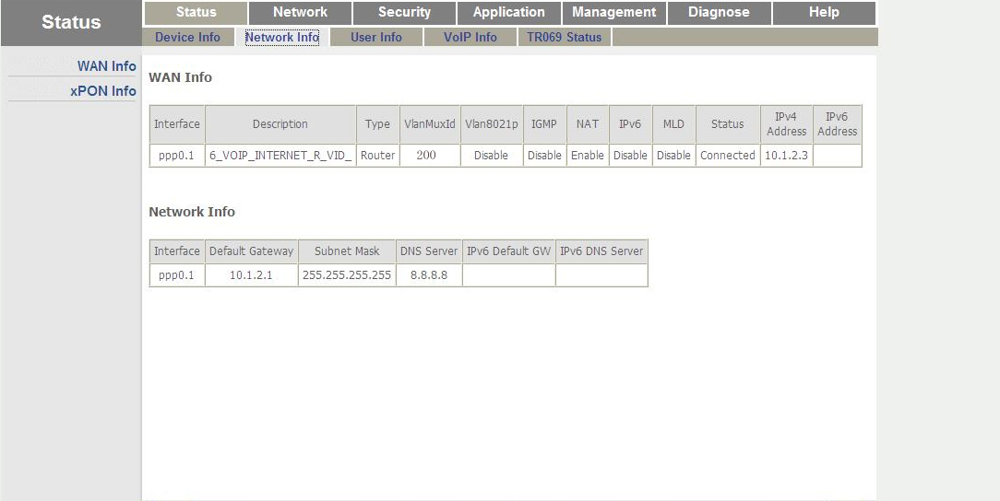 Status
Status Network Security Application Management Diagnose Help
Device Info Network Info User Info VoIP Info TR069 Status
WAN Info
xPON Info
WAN Info
Interface Description Type VlanMuxId Vlan8021p IGMP NAT IPv6 MLD Status IPv4 Address IPv6 Address
ppp0.1 6_VOIP_INTERNET_R_VID_ Router 200 Disable Disable Enable Disable Disable Connected 10.1.2.3
Network Info
Interface Default Gateway Subnet Mask DNS Server IPv6 Default GW IPv6 DNS Server
ppp0.1 10.1.2.1 255.255.255.255 8.8.8.8